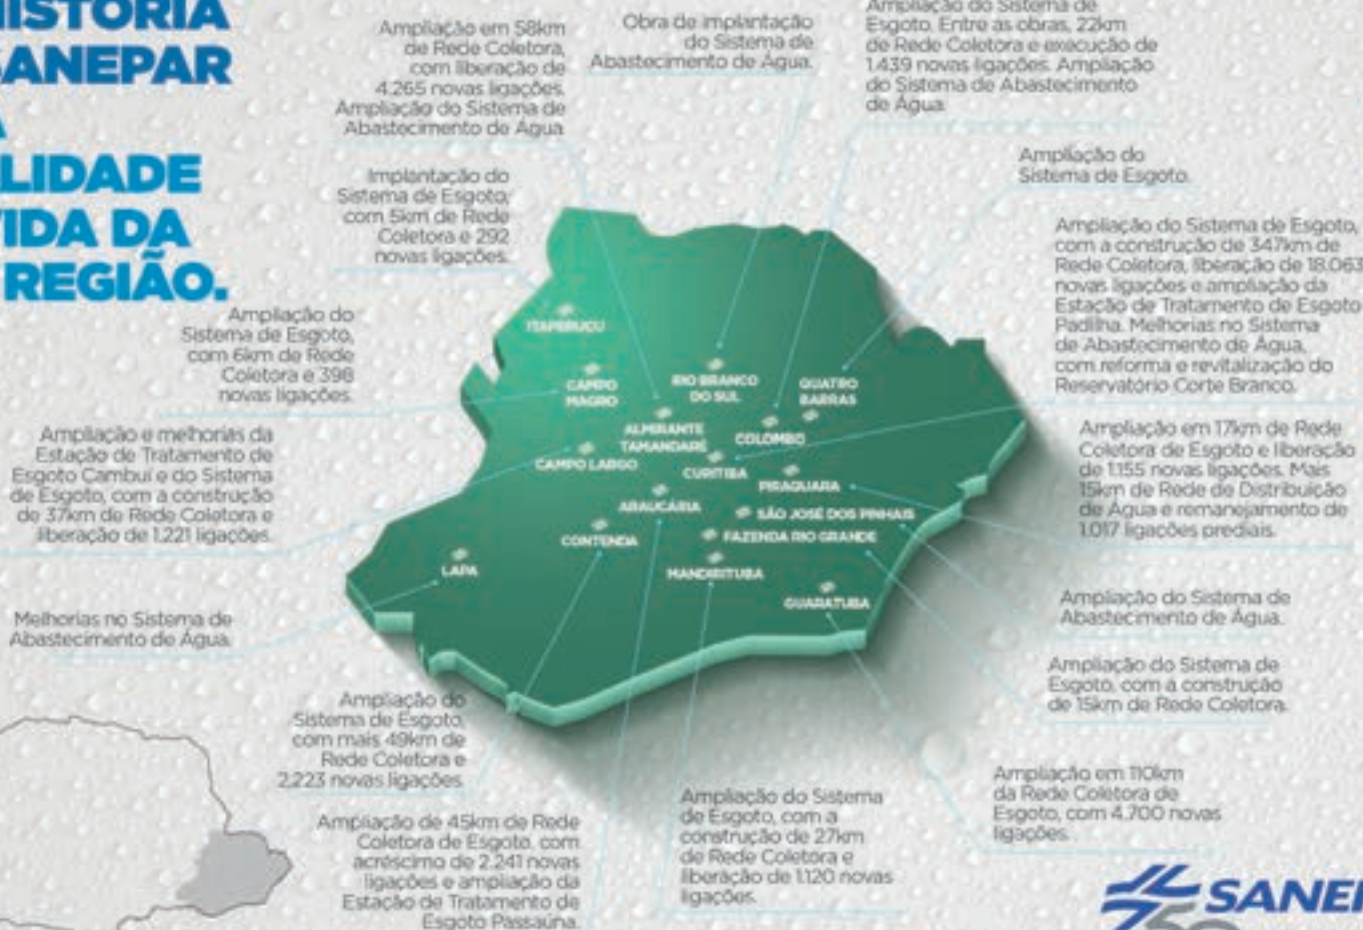 HISTÓRIA
SANEPAR
A
LIDADE
VIDA DA
REGIÃO.
Ampliação em 58km
de Rede Coletora,
com liberação de
4.265 novas ligações.
Ampliação do Sistema de
Abastecimento de Água.
Obra de implantação
do Sistema de
Abastecimento de Água.
Ampliação do Sistema de
Esgoto. Entre as obras, 22km
de Rede Coletora e execução de
1.439 novas ligações. Ampliação
do Sistema de Abastecimento
de Água.
Implantação do
Sistema de Esgoto,
com 5km de Rede
Coletora e 292
novas ligações.
Ampliação do
Sistema de Esgoto.
Ampliação do Sistema de Esgoto,
com a construção de 347km de
Rede Coletora, liberação de 18.063
novas ligações e ampliação da
Estação de Tratamento de Esgoto
Padilha. Melhorias no Sistema
de Abastecimento de Água,
com reforma e revitalização do
Reservatório Corte Branco.
Ampliação do
Sistema de Esgoto,
com 6km de Rede
Coletora e 398
novas ligações.
Ampliação e melhorias da
Estação de Tratamento de
Esgoto Cambuí e do Sistema
de Esgoto, com a construção
de 37km de Rede Coletora e
liberação de 1.221 ligações.
Ampliação em 17km de Rede
Coletora de Esgoto e liberação
de 1.155 novas ligações. Mais
15km de Rede de Distribuição
de Água e remanejamento de
1.017 ligações prediais.
ITAPERUÇU
CAMPO
MAGRO
RIO BRANCO
DO SUL
QUATRO
BARRAS
ALMIRANTE
TAMANDARÉ
COLOMBO
CAMPO LARGO
CURITIBA
PIRAQUARA
ARAUCÁRIA
SÃO JOSÉ DOS PINHAIS
CONTENDA
FAZENDA RIO GRANDE
LAPA
MANDIRITUBA
GUARATUBA
Melhorias no Sistema de
Abastecimento de Água.
Ampliação do Sistema de
Abastecimento de Água.
Ampliação do Sistema de
Esgoto, com a construção
de 15km de Rede Coletora.
Ampliação do
Sistema de Esgoto,
com mais 49km de
Rede Coletora e
2.223 novas ligações.
Ampliação de 45km de Rede
Coletora de Esgoto, com
acréscimo de 2.241 novas
ligações e ampliação da
Estação de Tratamento de
Esgoto Passaúna.
Ampliação do Sistema
de Esgoto, com a
construção de 27km
de Rede Coletora e
liberação de 1.120 novas
ligações.
Ampliação em 110km
da Rede Coletora de
Esgoto, com 4.700 novas
ligações.
SANEP
50